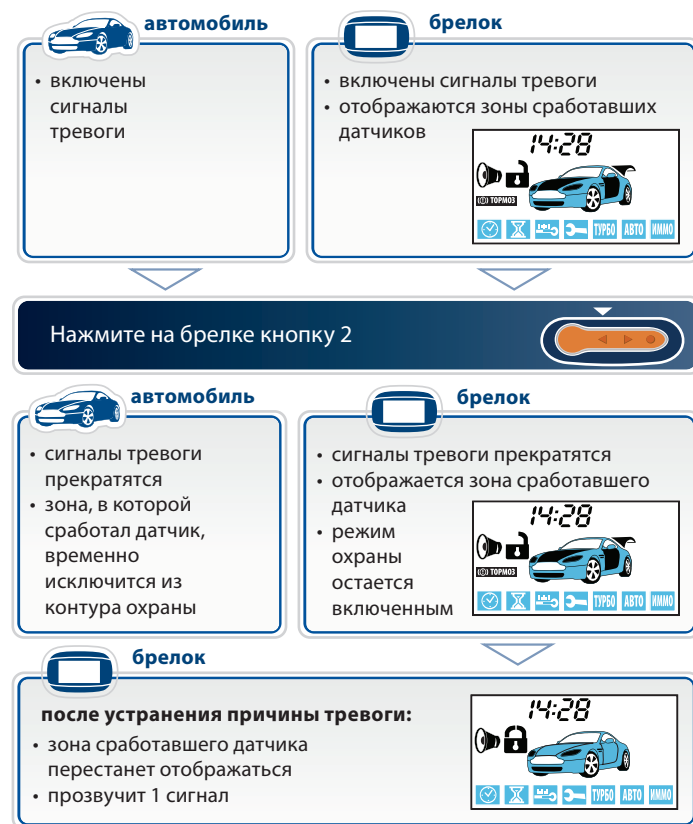 автомобиль
• включены
сигналы
тревоги
брелок
• включены сигналы тревоги
• отображаются зоны сработавших
датчиков
14:28
ТОРМОЗ
ТУРБО АВТО ИММО
Нажмите на брелке кнопку 2
автомобиль
• сигналы тревоги
прекратятся
• зона, в которой
сработал датчик,
временно
исключится из
контура охраны
брелок
• сигналы тревоги прекратятся
• отображается зона сработавшего
датчика
• режим
охраны
остается
включенным
14:28
ТОРМОЗ
ТУРБО АВТО ИММО
брелок
после устранения причины тревоги:
• зона сработавшего датчика
перестанет отображаться
• прозвучит 1 сигнал
14:28
ТУРБО АВТО ИММО